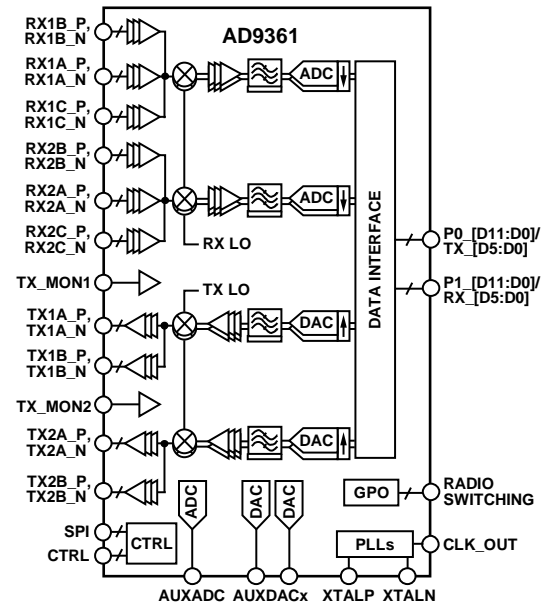 AD9361
RX1B_P,
RX1B_N
RX1A_P,
RX1A_N
RX1C_P,
RX1C_N
RX2B_P,
RX2B_N
RX2A_P,
RX2A_N
RX2C_P,
RX2C_N
TX_MON1
TX1A_P,
TX1A_N
TX1B_P,
TX1B_N
TX_MON2
TX2A_P,
TX2A_N
TX2B_P,
TX2B_N
SPI
CTRL
CTRL
ADC
ADC
RX LO
TX LO
DAC
DAC
DATA INTERFACE
P0_[D11:D0]/
TX_[D5:D0]
P1_[D11:D0]/
RX_[D5:D0]
ADC
DAC
DAC
GPO
RADIO
SWITCHING
PLLs
CLK_OUT
AUXADC
AUXDACx
XTALP
XTALN